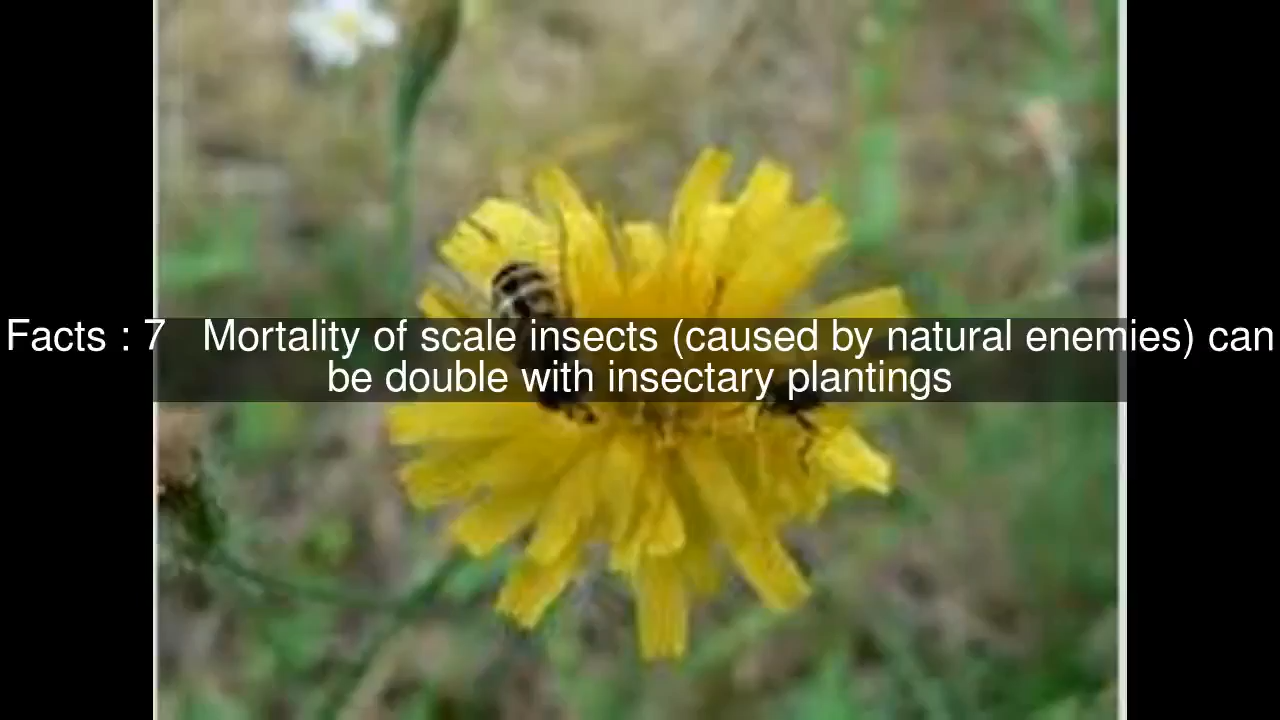 Facts : 7 Mortality of scale insects (caused by natural enemies) can
be double with insectary plantings